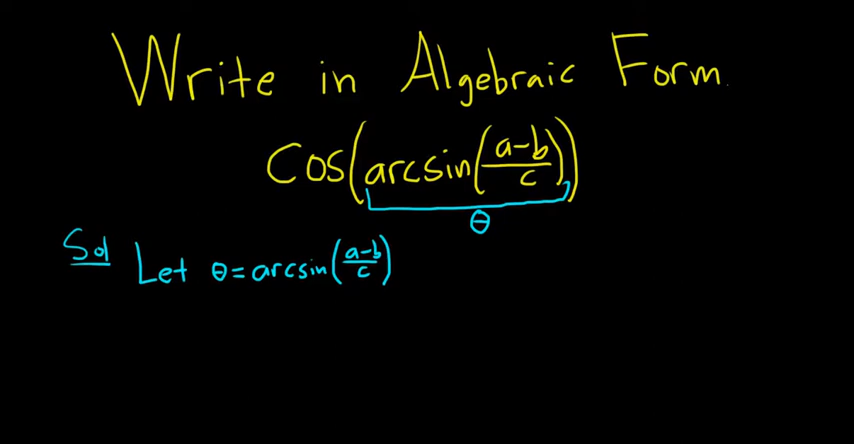 Write in Algebraic Form
Cos(arcsin(a-b/c))
θ
Sol Let θ = arcsin(a-b/c)